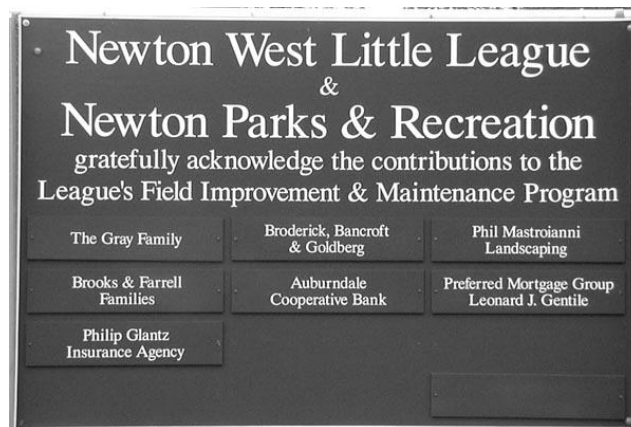 Newton West Little League
&
Newton Parks & Recreation
gratefully acknowledge the contributions to the
League's Field Improvement & Maintenance Program
The Gray Family
Broderick, Bancroft
& Goldberg
Phil Mastroianni
Landscaping
Brooks & Farrell
Families
Auburndale
Cooperative Bank
Preferred Mortgage Group
Leonard J. Gentile
Philip Glantz
Insurance Agency